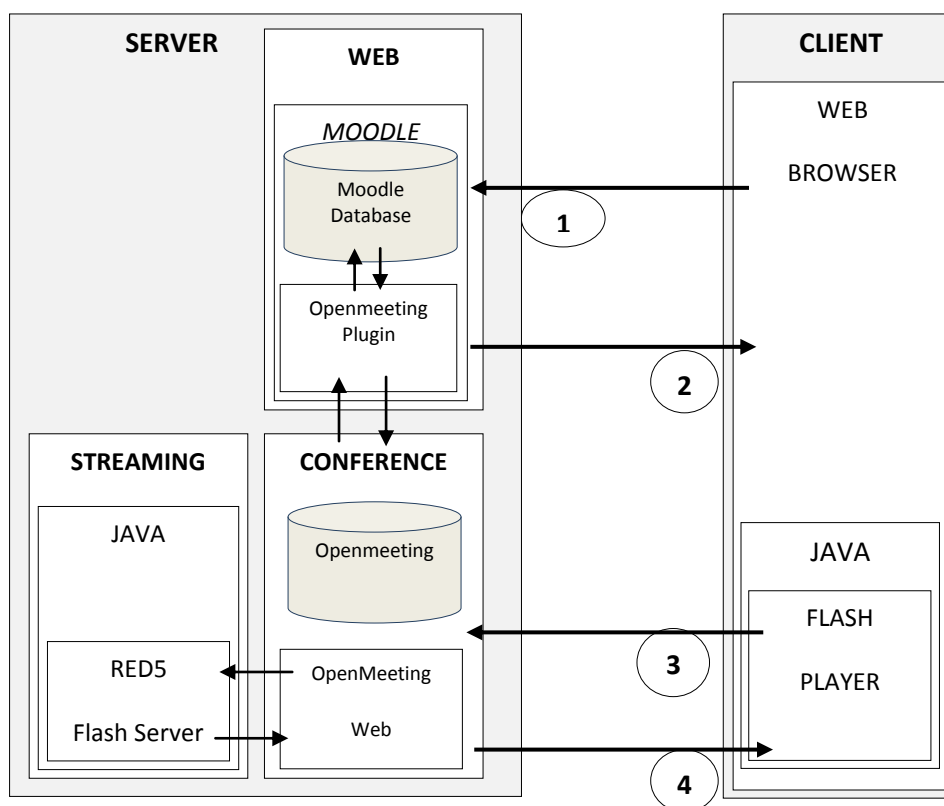 SERVER
WEB
MOODLE
Moodle
Database
Openmeeting
Plugin
STREAMING
JAVA
RED5
Flash Server
CONFERENCE
Openmeeting
OpenMeeting
Web
CLIENT
WEB
BROWSER
JAVA
FLASH
PLAYER
1
2
3
4